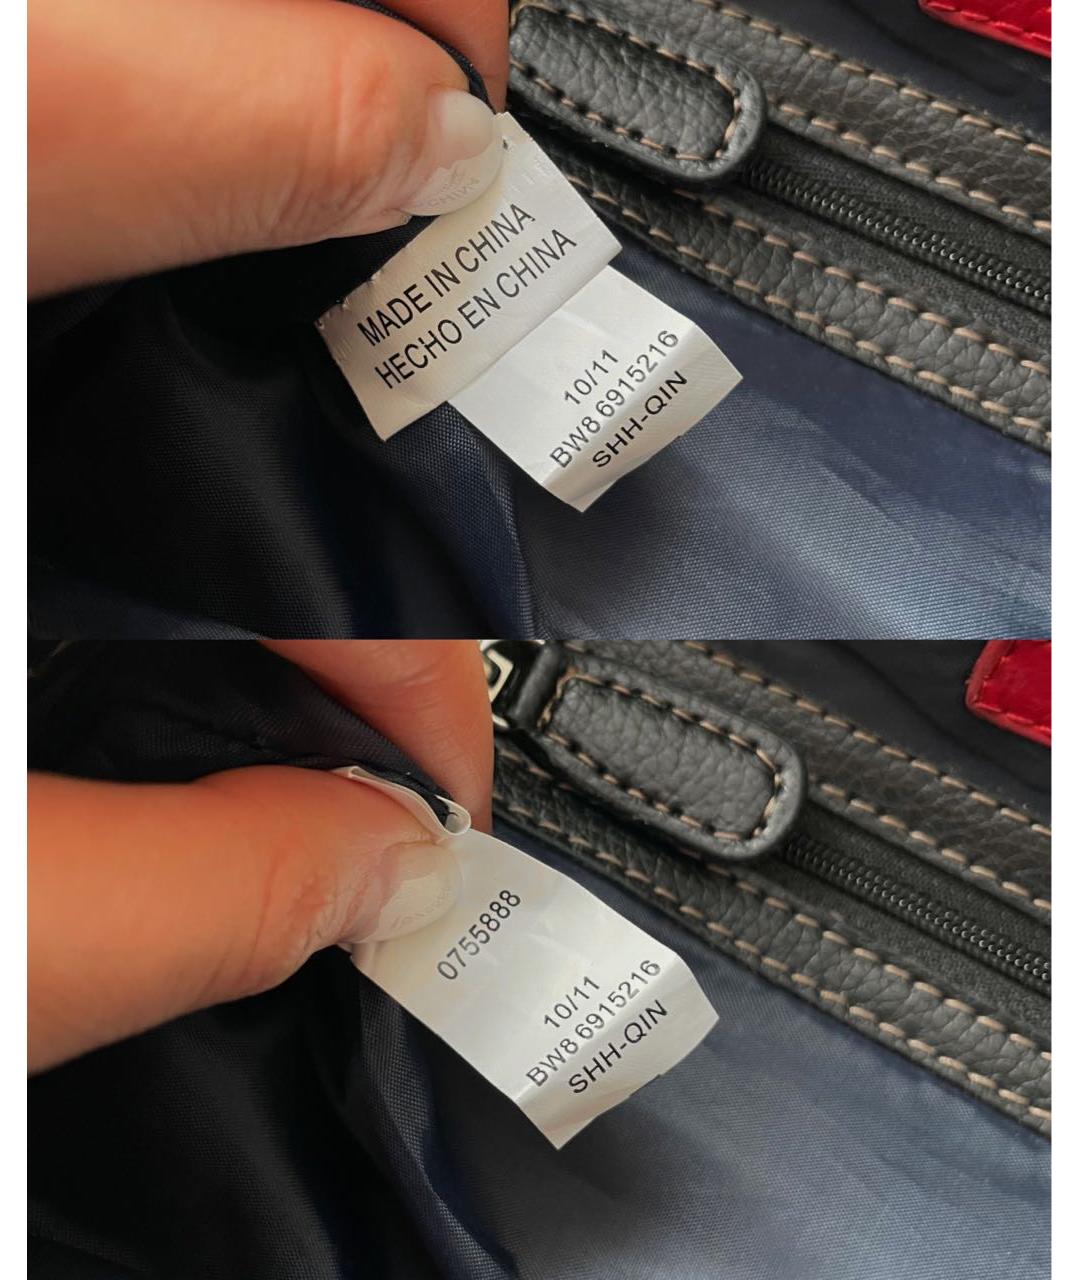 MADE IN CHINA
HECHO EN CHINA
10/11
BW8 6915216
SHH-QIN
0755888
10/11
BW8 6915216
SHH-QIN